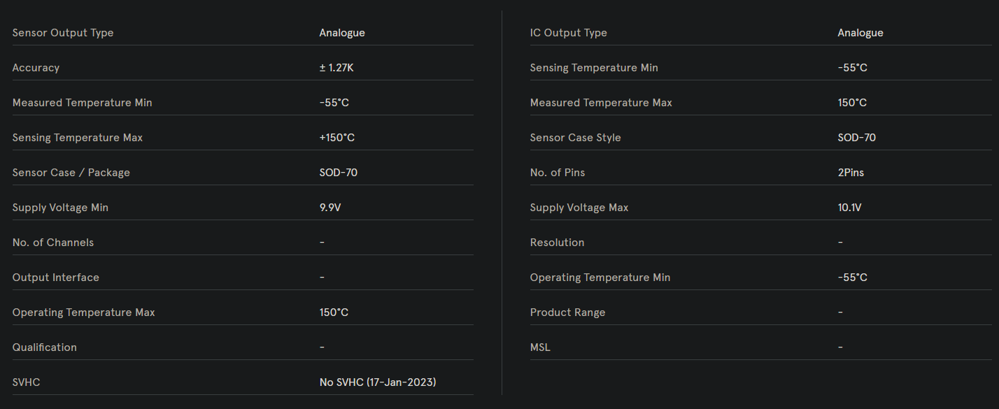 Sensor Output Type Analogue
Accuracy ± 1.27K
Measured Temperature Min -55°C
Sensing Temperature Max +150°C
Sensor Case / Package SOD-70
Supply Voltage Min 9.9V
No. of Channels -
Output Interface -
Operating Temperature Max 150°C
Qualification -
SVHC No SVHC (17-Jan-2023)
IC Output Type Analogue
Sensing Temperature Min -55°C
Measured Temperature Max 150°C
Sensor Case Style SOD-70
No. of Pins 2Pins
Supply Voltage Max 10.1V
Resolution -
Operating Temperature Min -55°C
Product Range -
MSL -